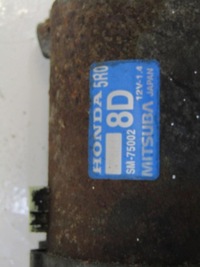 HONDA 5R0
8D
SM-75002 12V-1.4
MITSUBA JAPAN